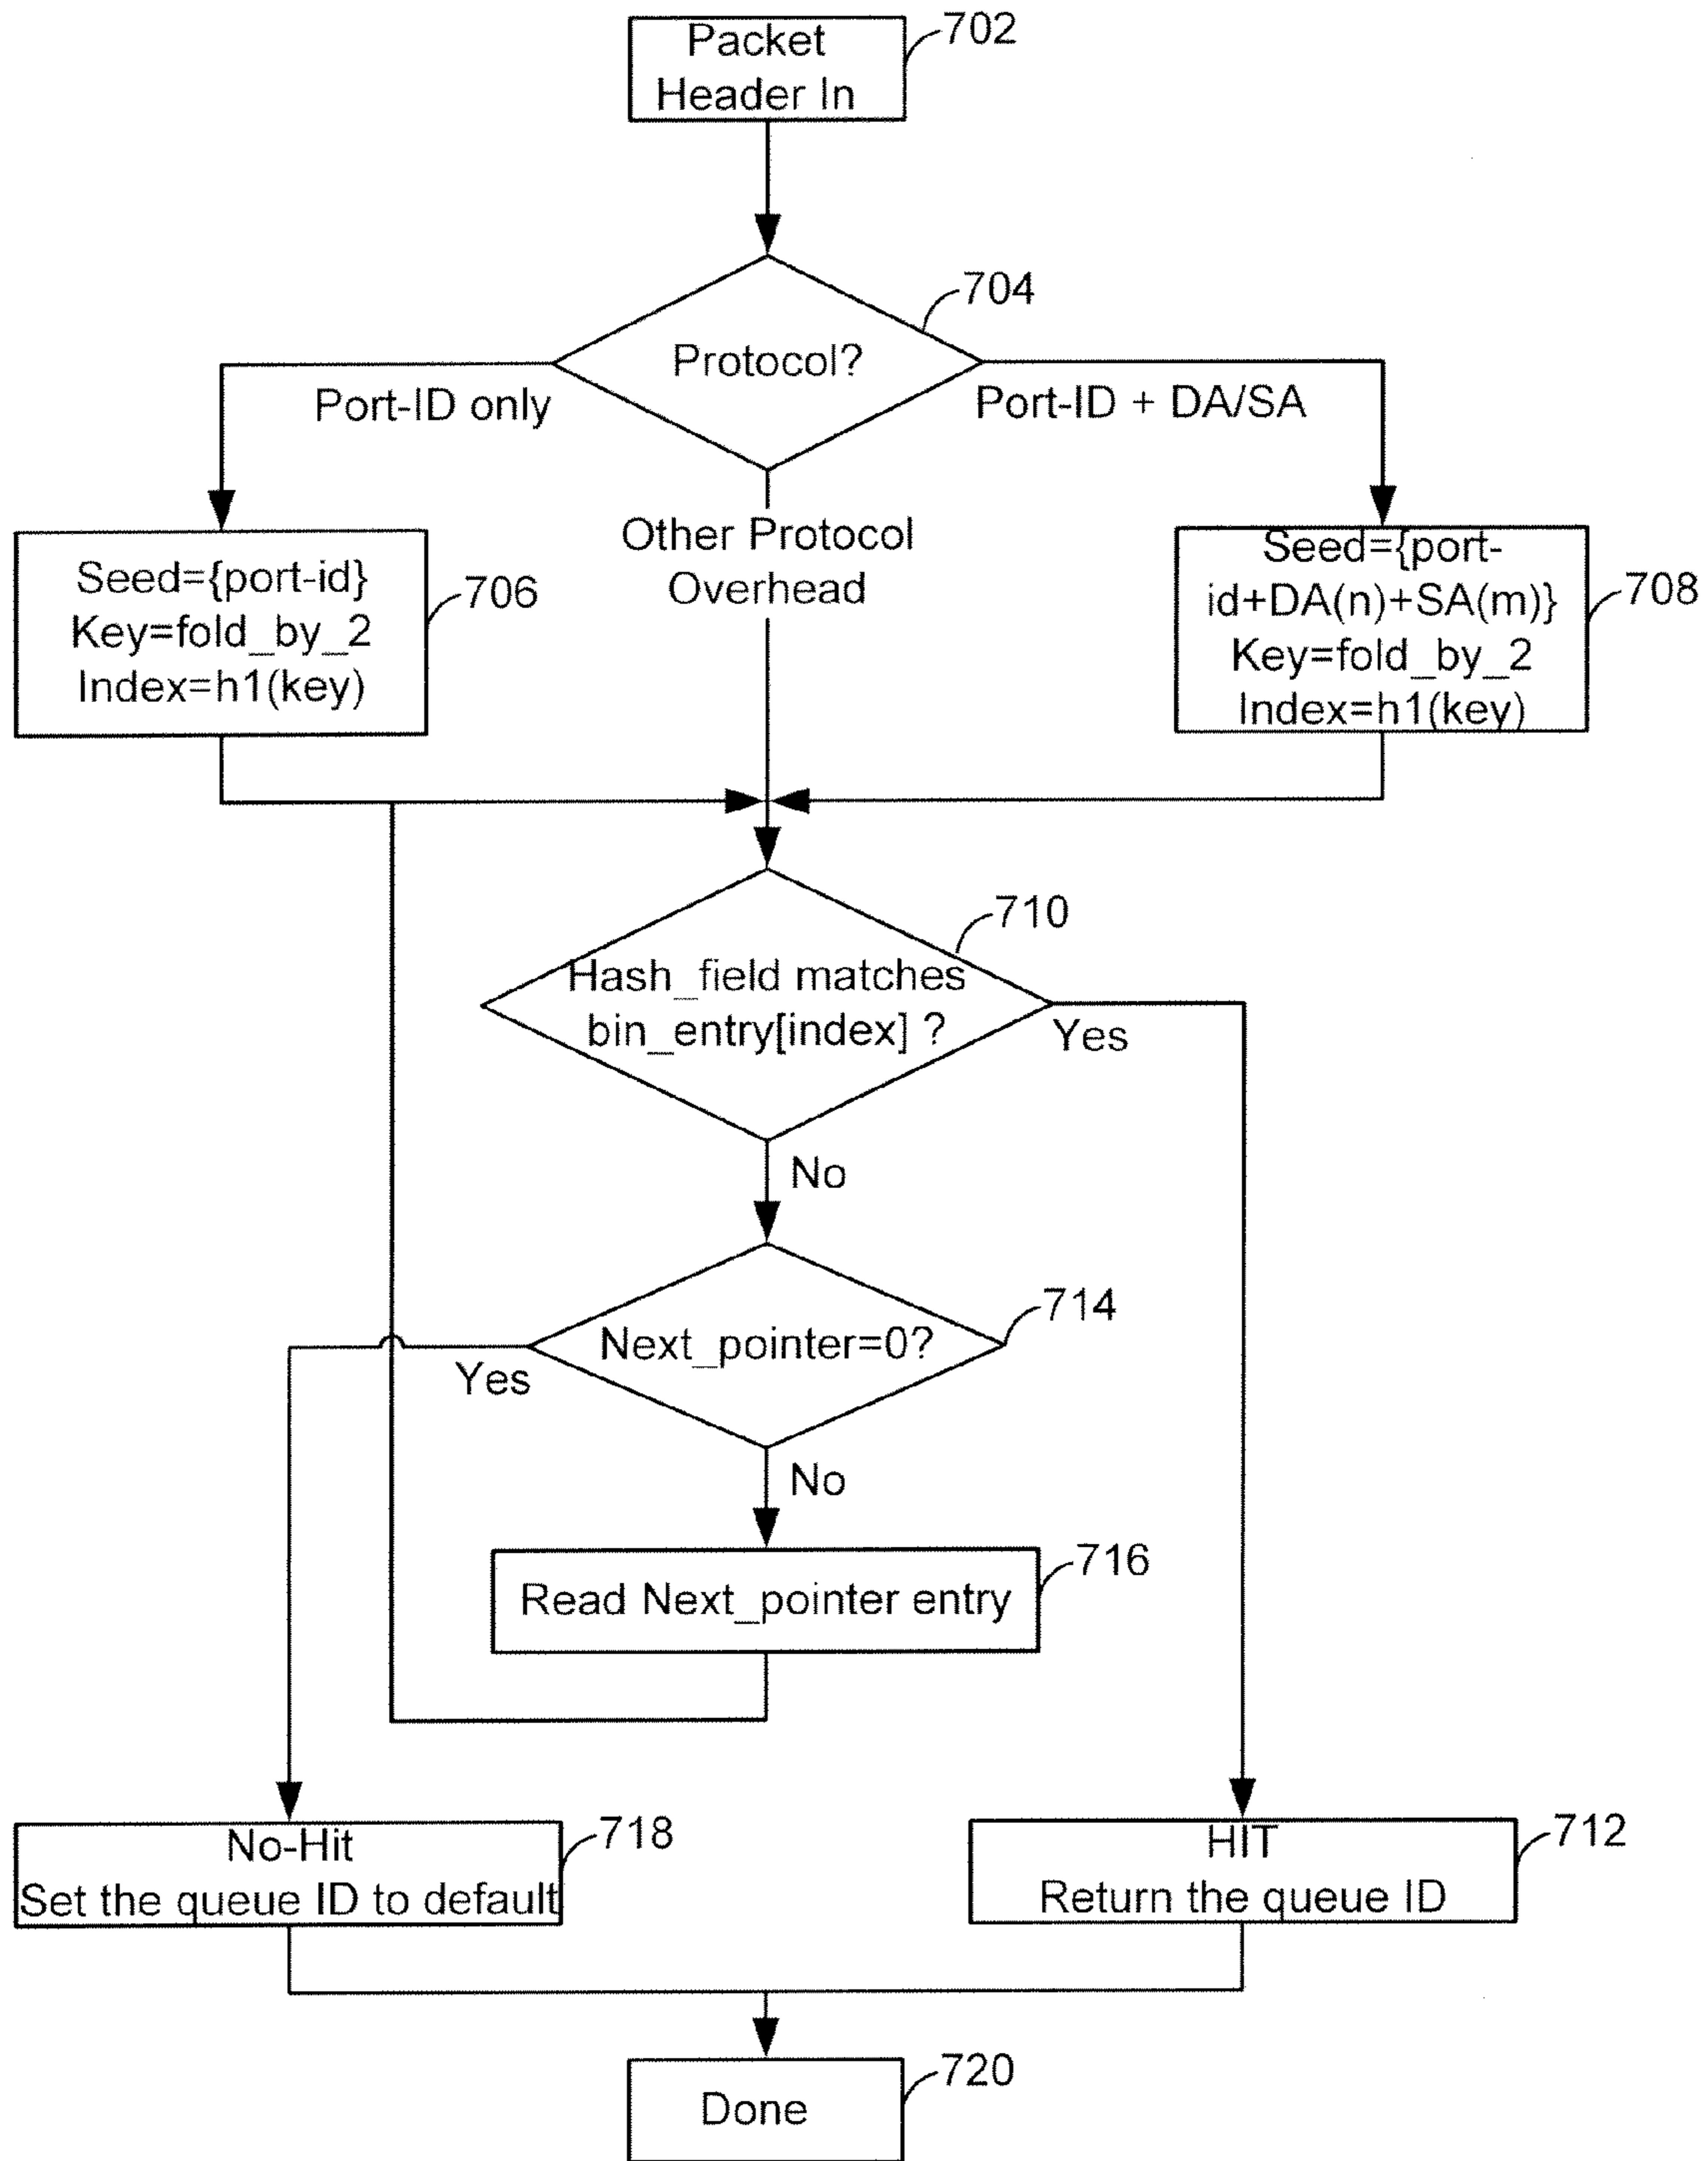 Packet
Header In
702
704
Protocol?
Port-ID only
Port-ID + DA/SA
Other Protocol
Overhead
Seed={port-id}
Key=fold_by_2
Index=h1(key)
706
Seed={port-
id+DA(n)+SA(m)}
Key=fold_by_2
Index=h1(key)
708
710
Hash_field matches
bin_entry[index] ?
Yes
No
714
Next_pointer=0?
Yes
No
716
Read Next_pointer entry
No-Hit
Set the queue ID to default
718
HIT
Return the queue ID
712
720
Done